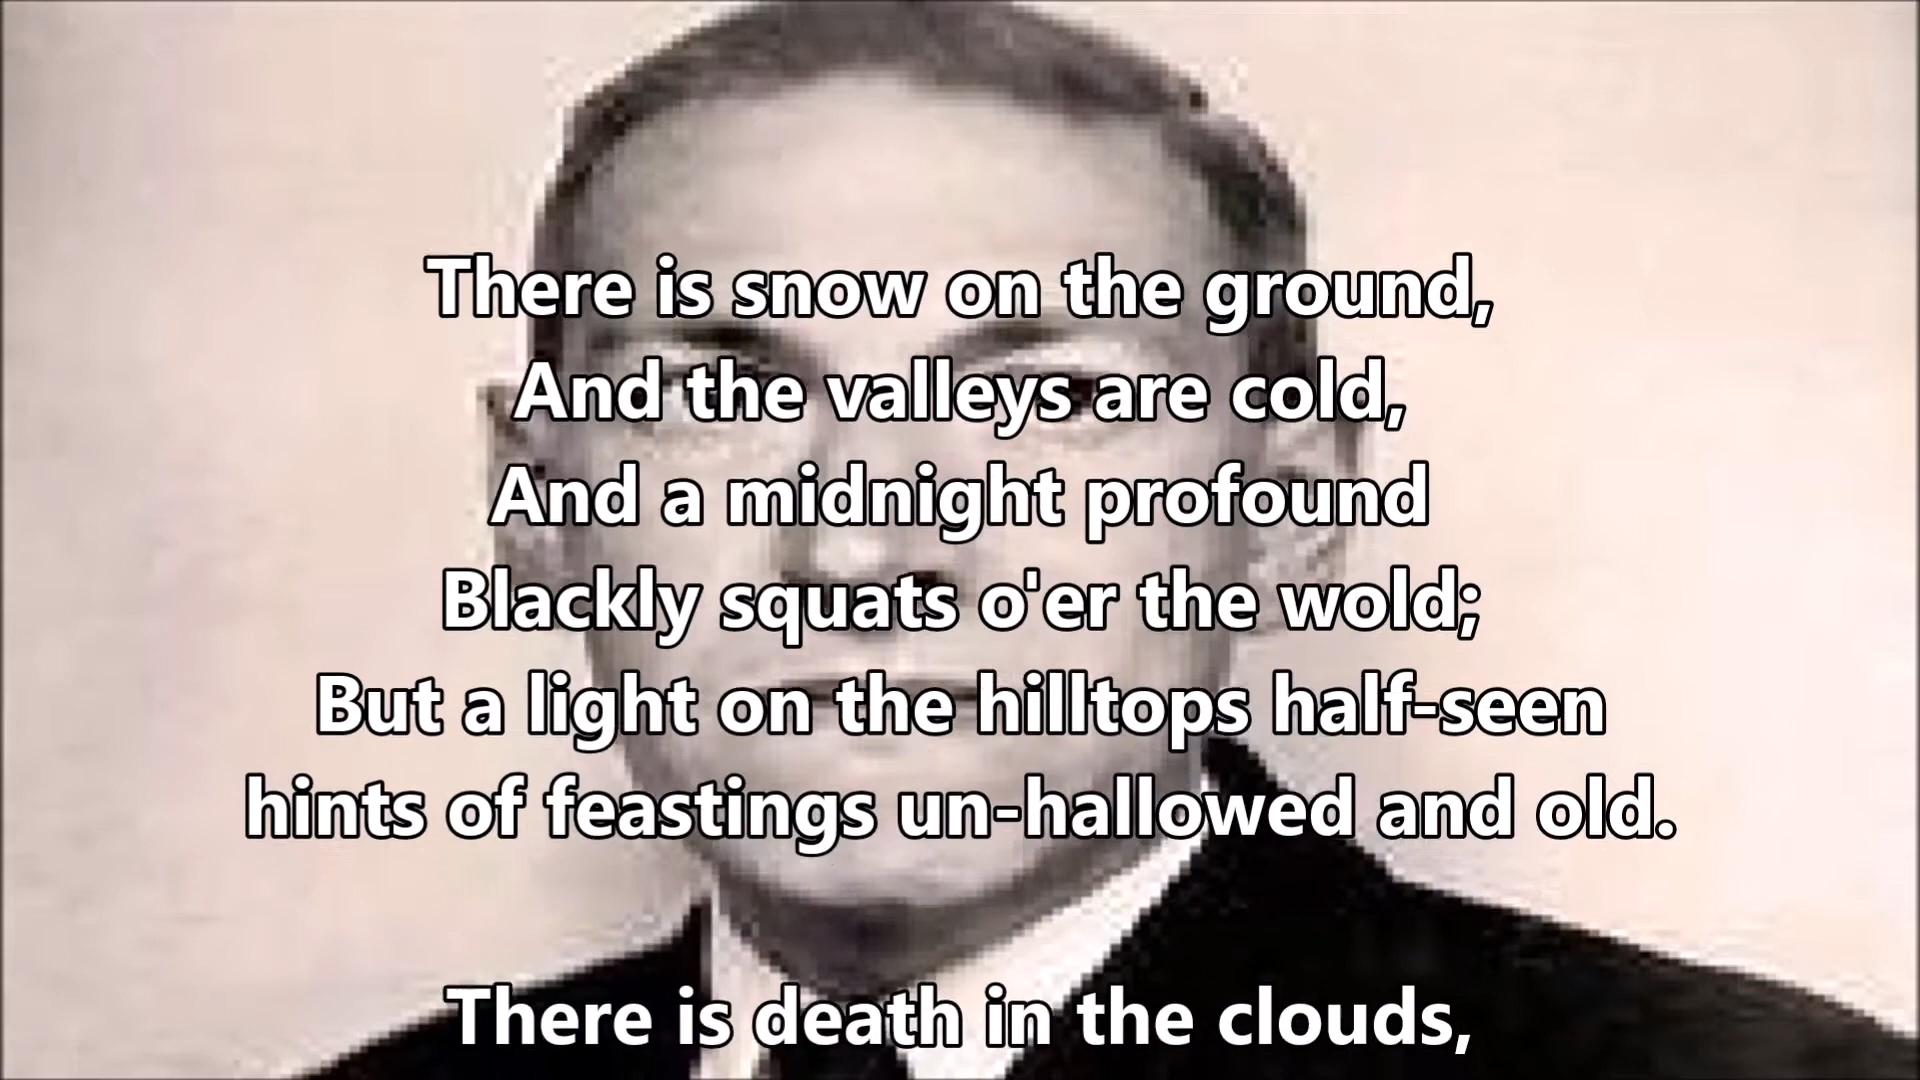 There is snow on the ground,
And the valleys are cold,
And a midnight profound
Blackly squats o'er the wold;
But a light on the hilltops half-seen
hints of feastings un-hallowed and old.
There is death in the clouds,